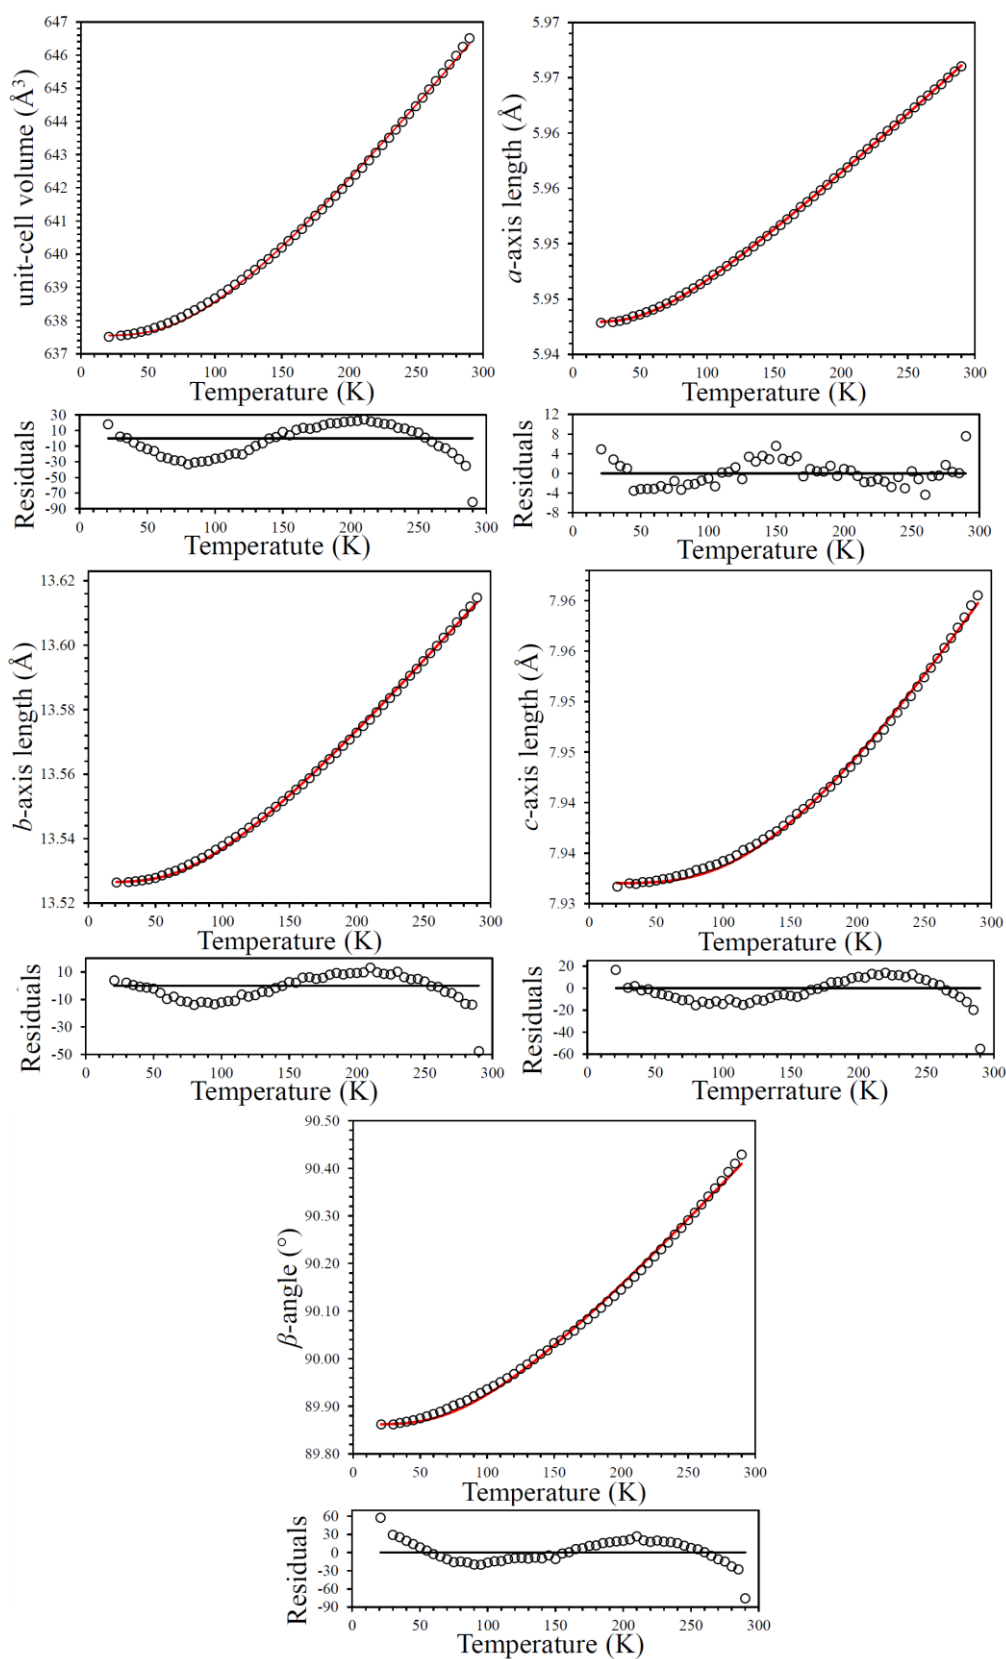 unit-cell volume (Å³)
647
646
645
644
643
642
641
640
639
638
637
0 50 100 150 200 250 300
Temperature (K)
a-axis length (Å)
5.97
5.97
5.96
5.96
5.95
5.95
5.94
0 50 100 150 200 250 300
Temperature (K)
Residuals
30
10
-10
-30
-50
-70
-90
0 50 100 150 200 250 300
Temperatute (K)
Residuals
12
8
4
0
-4
-8
0 50 100 150 200 250 300
Temperature (K)
b-axis length (Å)
13.62
13.60
13.58
13.56
13.54
13.52
0 50 100 150 200 250 300
Temperature (K)
c-axis length (Å)
7.96
7.96
7.95
7.95
7.94
7.94
7.93
0 50 100 150 200 250 300
Temperature (K)
Residuals
10
-10
-30
-50
0 50 100 150 200 250 300
Temperature (K)
Residuals
20
0
-20
-40
-60
0 50 100 150 200 250 300
Temperrature (K)
β-angle (°)
90.50
90.40
90.30
90.20
90.10
90.00
89.90
89.80
0 50 100 150 200 250 300
Temperature (K)
Residuals
60
30
0
-30
-60
-90
0 50 100 150 200 250 300
Temperature (K)